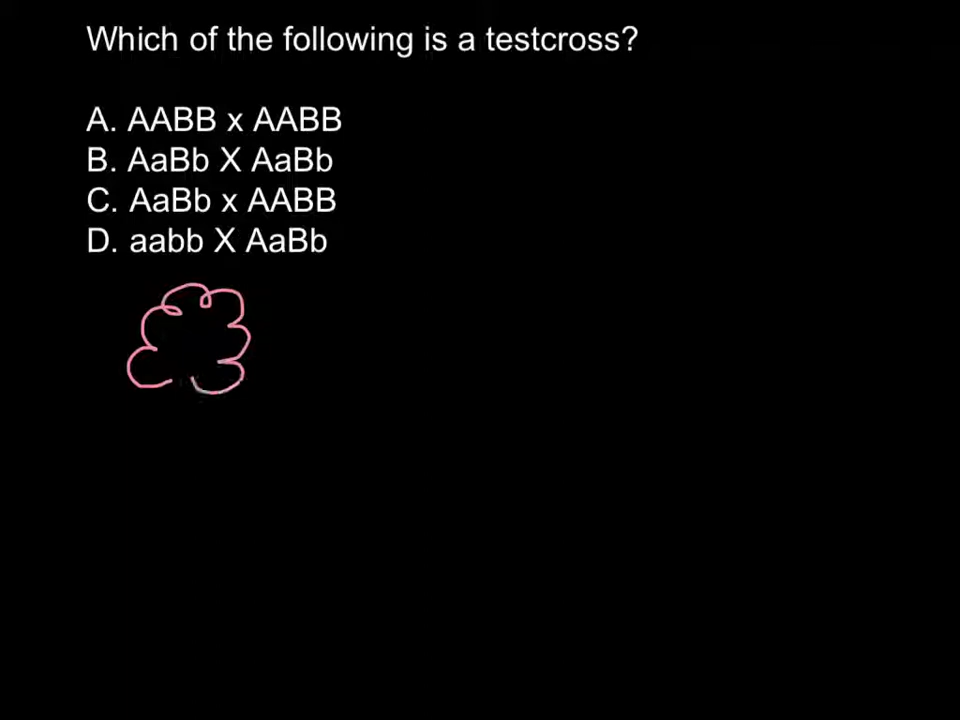 Which of the following is a testcross?
A. AABB x AABB
B. AaBb X AaBb
C. AaBb x AABB
D. aabb X AaBb